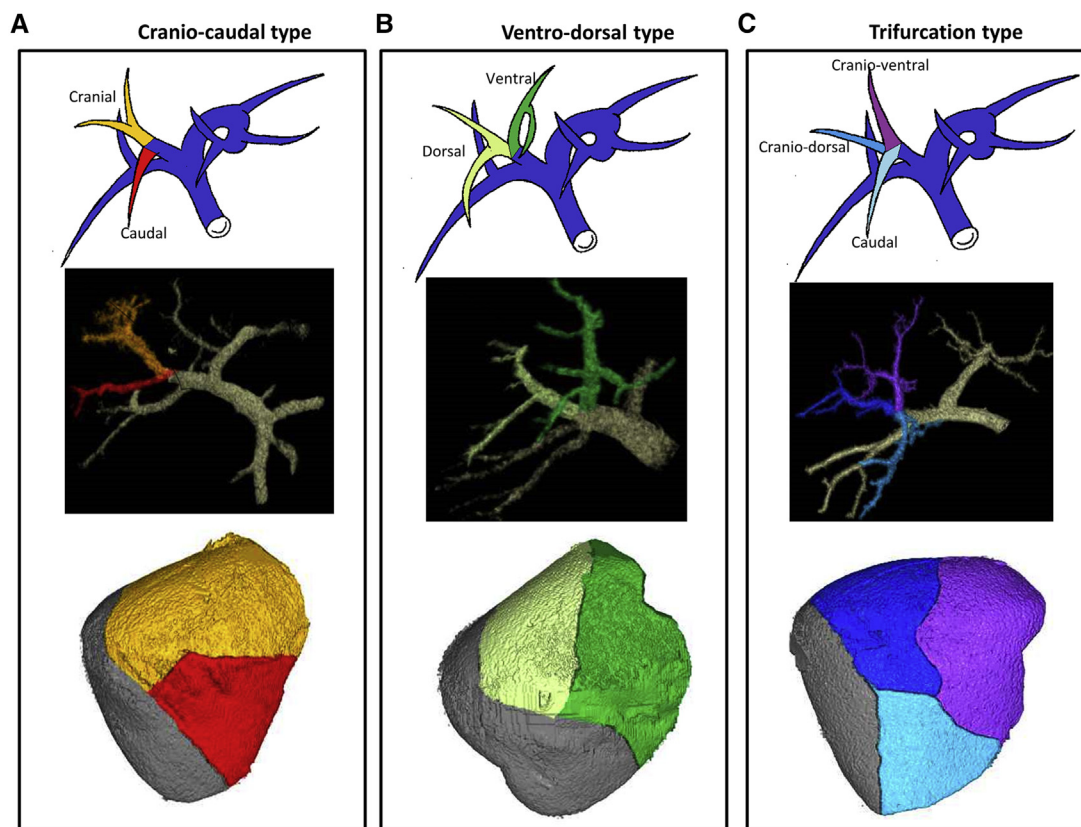 A
Cranio-caudal type
Cranial
Caudal
B
Ventro-dorsal type
Ventral
Dorsal
C
Trifurcation type
Cranio-ventral
Cranio-dorsal
Caudal